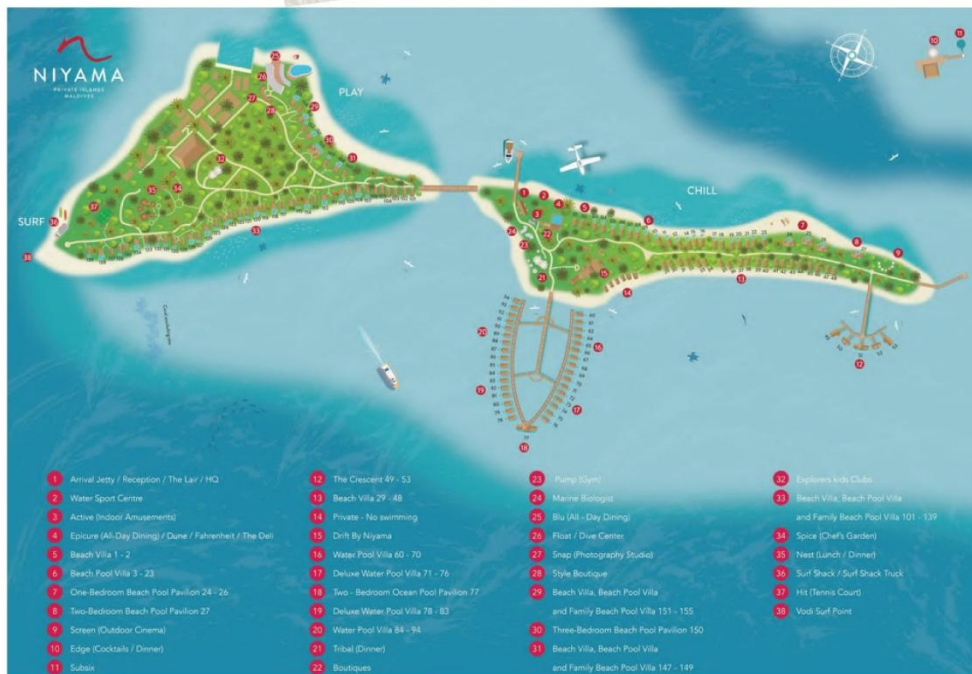 NIYAMA
PRIVATE ISLANDS
MALDIVES
PLAY
CHILL
SURF
1 Arrival Jetty / Reception / The Lair / HQ
2 Water Sport Centre
3 Active (Indoor Amusements)
4 Epicure (All-Day Dining) / Dune / Fahrenheit / The Deli
5 Beach Villa 1 - 2
6 Beach Pool Villa 3 - 23
7 One-Bedroom Beach Pool Pavilion 24 - 26
8 Two-Bedroom Beach Pool Pavilion 27
9 Screen (Outdoor Cinema)
10 Edge (Cocktails / Dinner)
11 Subsix
12 The Crescent 49 - 53
13 Beach Villa 29 - 48
14 Private - No swimming
15 Drift By Niyama
16 Water Pool Villa 60 - 70
17 Deluxe Water Pool Villa 71 - 76
18 Two - Bedroom Ocean Pool Pavilion 77
19 Deluxe Water Pool Villa 78 - 83
20 Water Pool Villa 84 - 94
21 Tribal (Dinner)
22 Boutiques
23 Pump (Gym)
24 Marine Biologist
25 Blu (All - Day Dining)
26 Float / Dive Center
27 Snap (Photography Studio)
28 Style Boutique
29 Beach Villa, Beach Pool Villa
and Family Beach Pool Villa 151 - 155
30 Three-Bedroom Beach Pool Pavilion 150
31 Beach Villa, Beach Pool Villa
and Family Beach Pool Villa 147 - 149
32 Explorers kids Clubs
33 Beach Villa, Beach Pool Villa
and Family Beach Pool Villa 101 - 139
34 Spice (Chef's Garden)
35 Nest (Lunch / Dinner)
36 Surf Shack / Surf Shack Truck
37 Hit (Tennis Court)
38 Vodi Surf Point